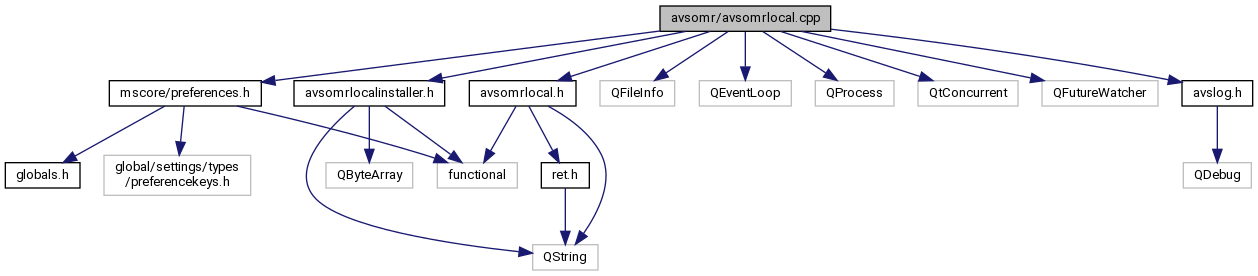 avsomr/avsomrlocal.cpp
mscore/preferences.h
avsomrlocalinstaller.h
avsomrlocal.h
QFileInfo
QEventLoop
QProcess
QtConcurrent
QFutureWatcher
avslog.h
globals.h
global/settings/types
/preferencekeys.h
QByteArray
functional
ret.h
QDebug
QString